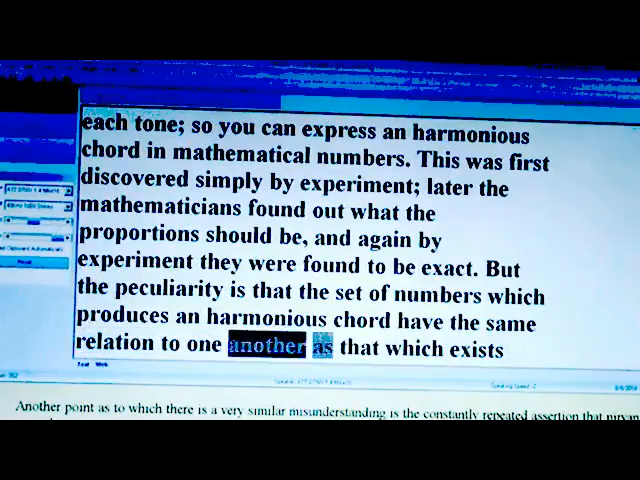 each tone; so you can express an harmonious
chord in mathematical numbers. This was first
discovered simply by experiment; later the
mathematicians found out what the
proportions should be, and again by
experiment they were found to be exact. But
the peculiarity is that the set of numbers which
produces an harmonious chord have the same
relation to one another as that which exists
Another point as to which there is a very similar misunderstanding is the constantly repeated assertion that nirvan